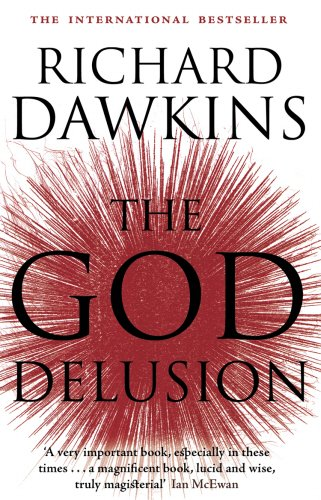 THE INTERNATIONAL BESTSELLER
RICHARD
DAWKINS
THE
GOD
DELUSION
‘A very important book, especially in these
times . . . a magnificent book, lucid and wise,
truly magisterial’ Ian McEwan